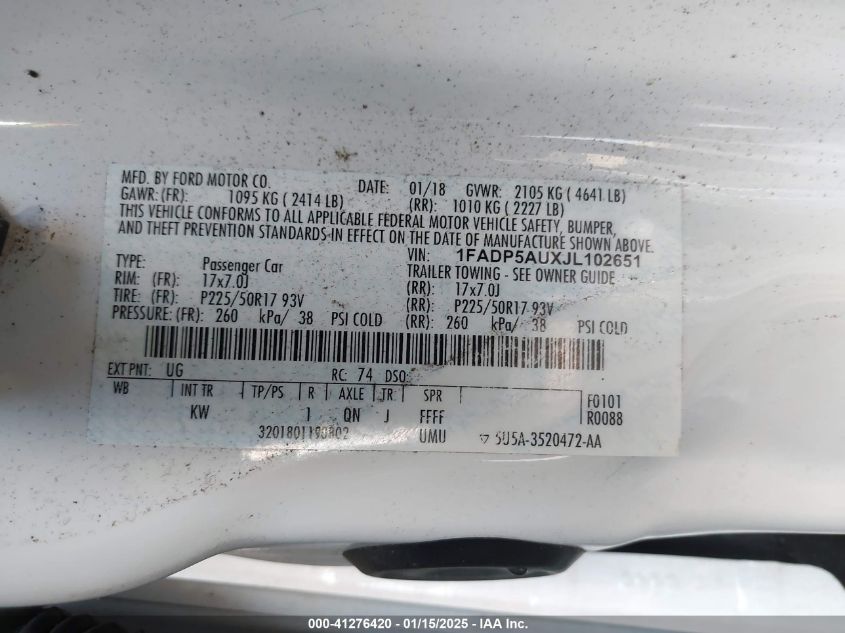 MFD. BY FORD MOTOR CO. DATE: 01/18 GVWR: 2105 KG ( 4641 LB)
GAWR: (FR): 1095 KG ( 2414 LB) (RR): 1010 KG ( 2227 LB)
THIS VEHICLE CONFORMS TO ALL APPLICABLE FEDERAL MOTOR VEHICLE SAFETY, BUMPER,
AND THEFT PREVENTION STANDARDS IN EFFECT ON THE DATE OF MANUFACTURE SHOWN ABOVE.
VIN: 1FADP5AUXJL102651
TYPE: Passenger Car TRAILER TOWING - SEE OWNER GUIDE
RIM: (FR): 17x7.0J (RR): 17x7.0J
TIRE: (FR): P225/50R17 93V (RR): P225/50R17 93V
PRESSURE: (FR): 260 kPa/ 38 PSI COLD (RR): 260 kPa/ 38 PSI COLD
EXT PNT: UG RC: 74 DSO:
WB INT TR TP/PS R AXLE TR SPR F0101
KW I QN J FFFF R0088
UMU 5U5A-3520472-AA
000-41276420 - 01/15/2025 - IAA Inc.